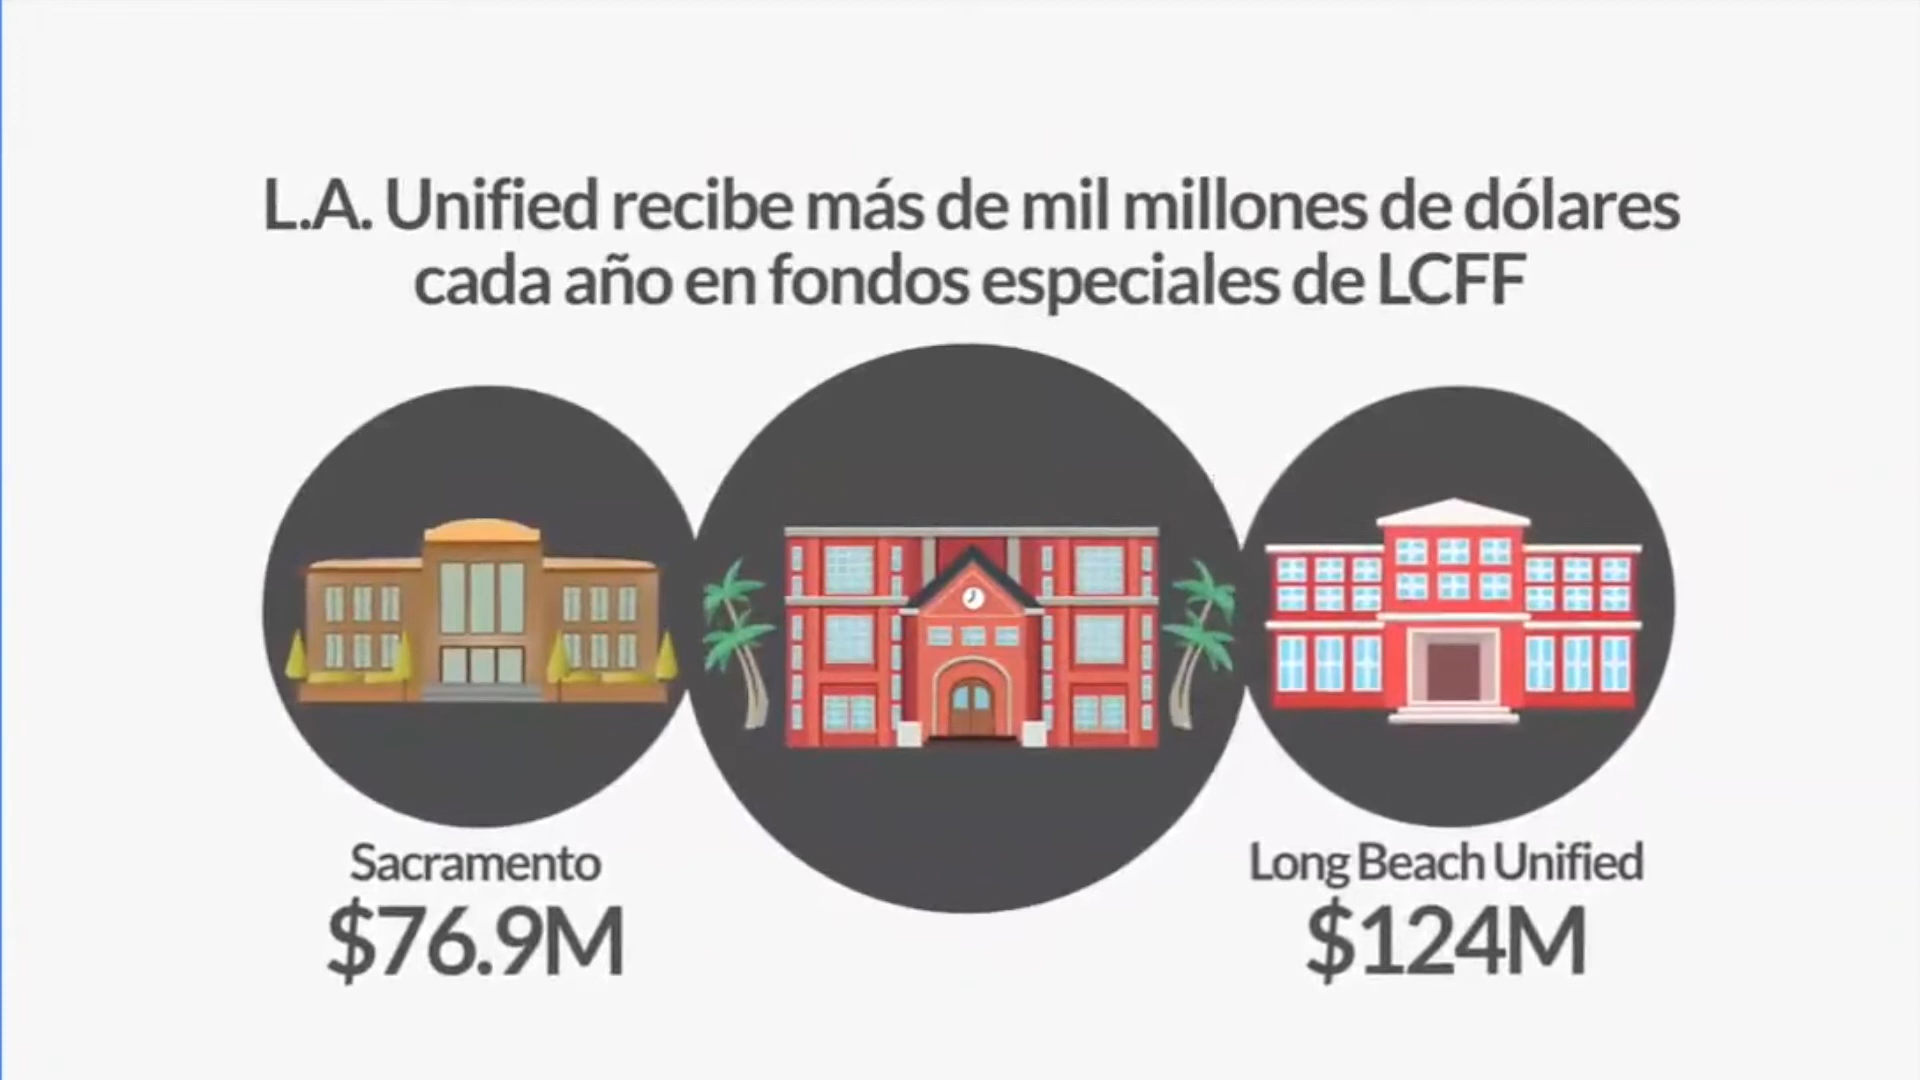 L.A. Unified recibe más de mil millones de dólares
cada año en fondos especiales de LCFF
Sacramento
$76.9M
Long Beach Unified
$124M